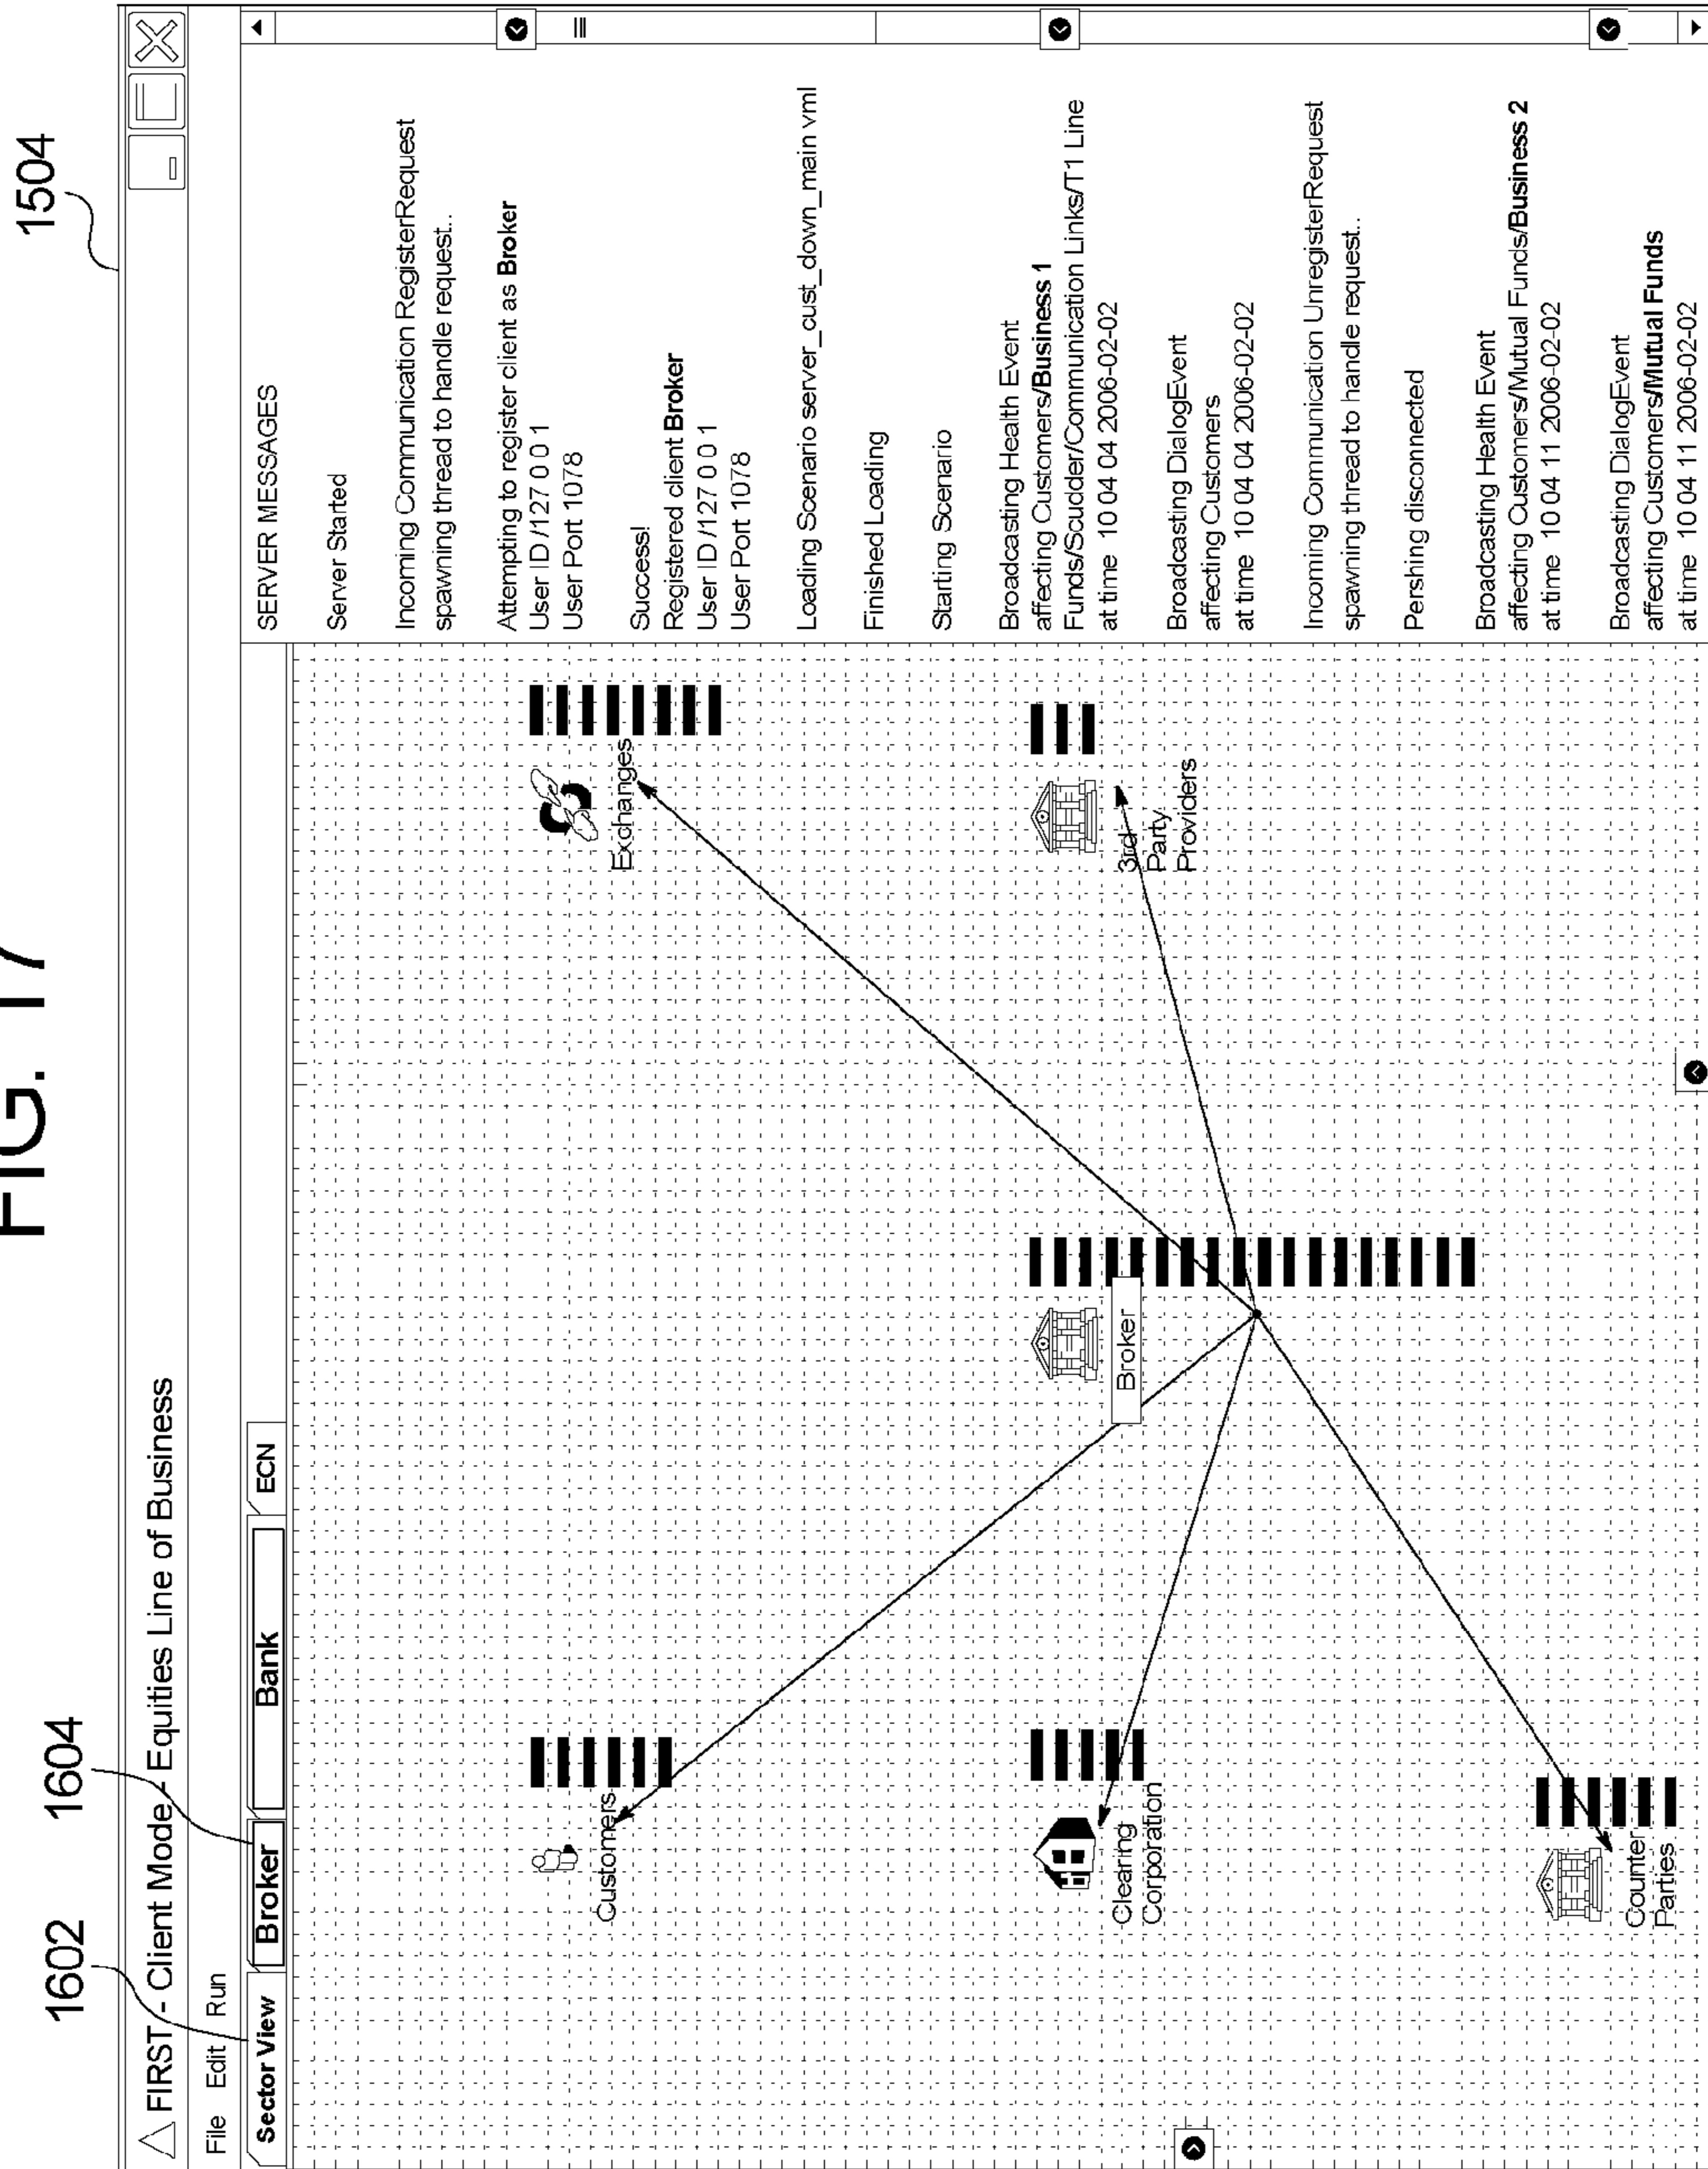 FIG. 17
1504
1602
1604
FIRST - Client Mode - Equities Line of Business
File Edit Run
Sector View
Broker
Bank
ECN
Customers
Exchanges
Broker
Clearing
Corporation
3rd
Party
Providers
Counter
Parties
SERVER MESSAGES
Server Started
Incoming Communication RegisterRequest
spawning thread to handle request..
Attempting to register client as Broker
User ID /127 0 0 1
User Port 1078
Success!
Registered client Broker
User ID /127 0 0 1
User Port 1078
Loading Scenario server_cust_down_main vml
Finished Loading
Starting Scenario
Broadcasting Health Event
affecting Customers/Business 1
Funds/Scudder/Communication Links/T1 Line
at time 10 04 04 2006-02-02
Broadcasting DialogEvent
affecting Customers
at time 10 04 04 2006-02-02
Incoming Communication UnregisterRequest
spawning thread to handle request..
Pershing disconnected
Broadcasting Health Event
affecting Customers/Mutual Funds/Business 2
at time 10 04 11 2006-02-02
Broadcasting DialogEvent
affecting Customers/Mutual Funds
at time 10 04 11 2006-02-02